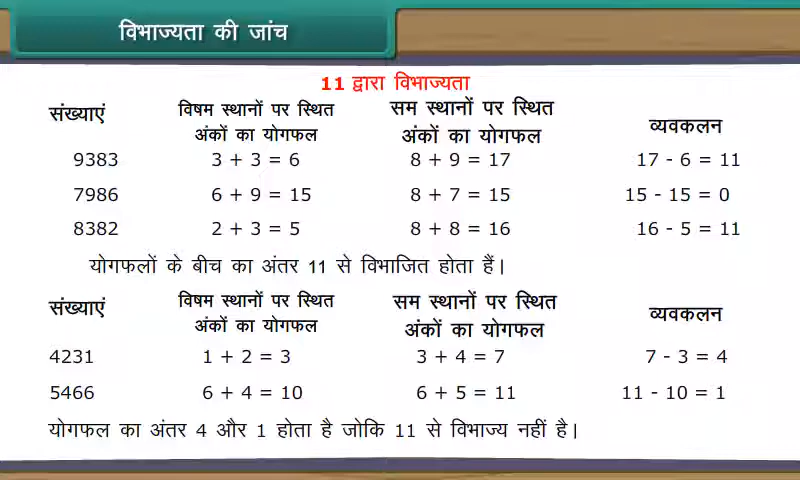 विभाज्यता की जांच
11 द्वारा विभाज्यता
संख्याएं विषम स्थानों पर स्थित अंकों का योगफल सम स्थानों पर स्थित अंकों का योगफल व्यवकलन
9383 3 + 3 = 6 8 + 9 = 17 17 - 6 = 11
7986 6 + 9 = 15 8 + 7 = 15 15 - 15 = 0
8382 2 + 3 = 5 8 + 8 = 16 16 - 5 = 11
योगफलों के बीच का अंतर 11 से विभाजित होता हैं।
संख्याएं विषम स्थानों पर स्थित अंकों का योगफल सम स्थानों पर स्थित अंकों का योगफल व्यवकलन
4231 1 + 2 = 3 3 + 4 = 7 7 - 3 = 4
5466 6 + 4 = 10 6 + 5 = 11 11 - 10 = 1
योगफल का अंतर 4 और 1 होता है जोकि 11 से विभाज्य नहीं है।